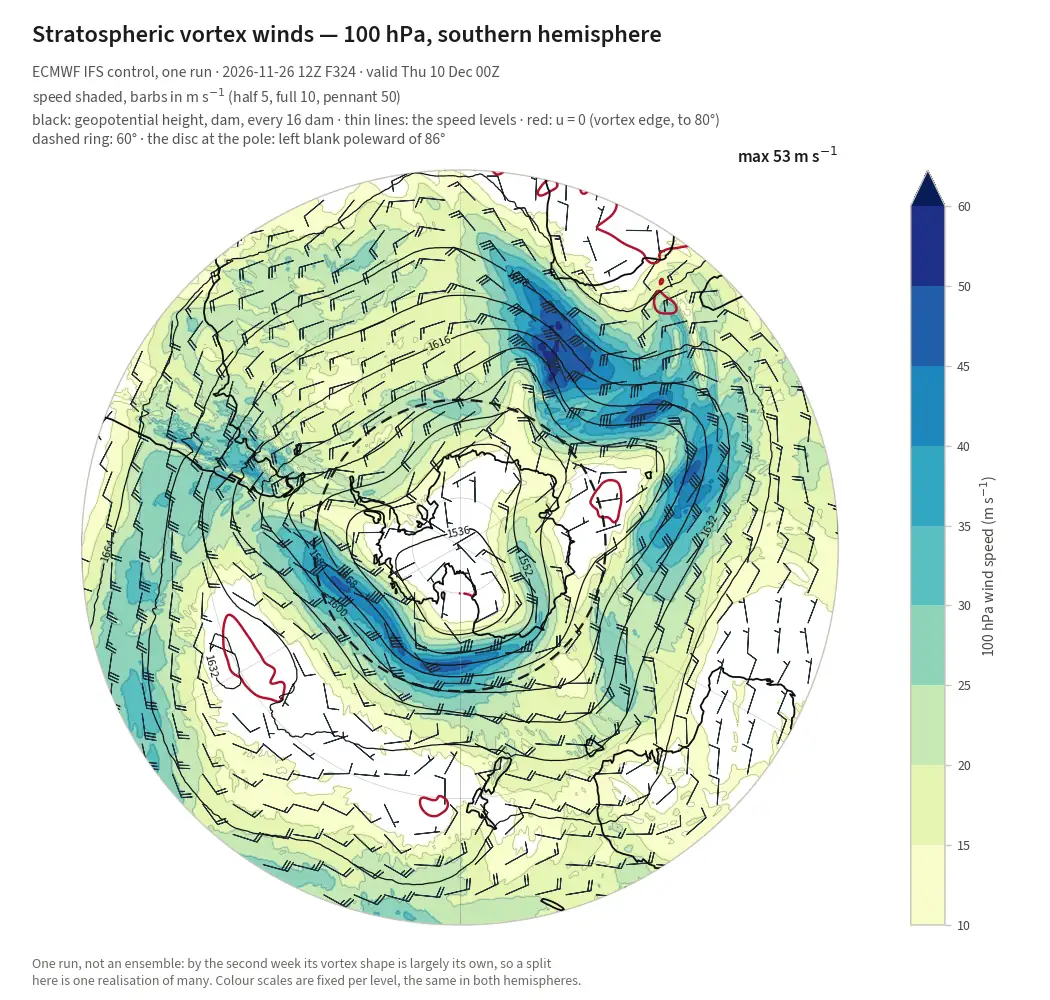 Stratospheric vortex winds — 100 hPa, southern hemisphere
ECMWF IFS control, one run · 2026-11-26 12Z F324 · valid Thu 10 Dec 00Z
speed shaded, barbs in m s⁻¹ (half 5, full 10, pennant 50)
black: geopotential height, dam, every 16 dam · thin lines: the speed levels · red: u = 0 (vortex edge, to 80°)
dashed ring: 60° · the disc at the pole: left blank poleward of 86°
max 53 m s⁻¹
60
50
45
40
35
30
25
20
15
10
100 hPa wind speed (m s⁻¹)
1616
1536
1552
1632
1664
1600
1632
One run, not an ensemble: by the second week its vortex shape is largely its own, so a split
here is one realisation of many. Colour scales are fixed per level, the same in both hemispheres.